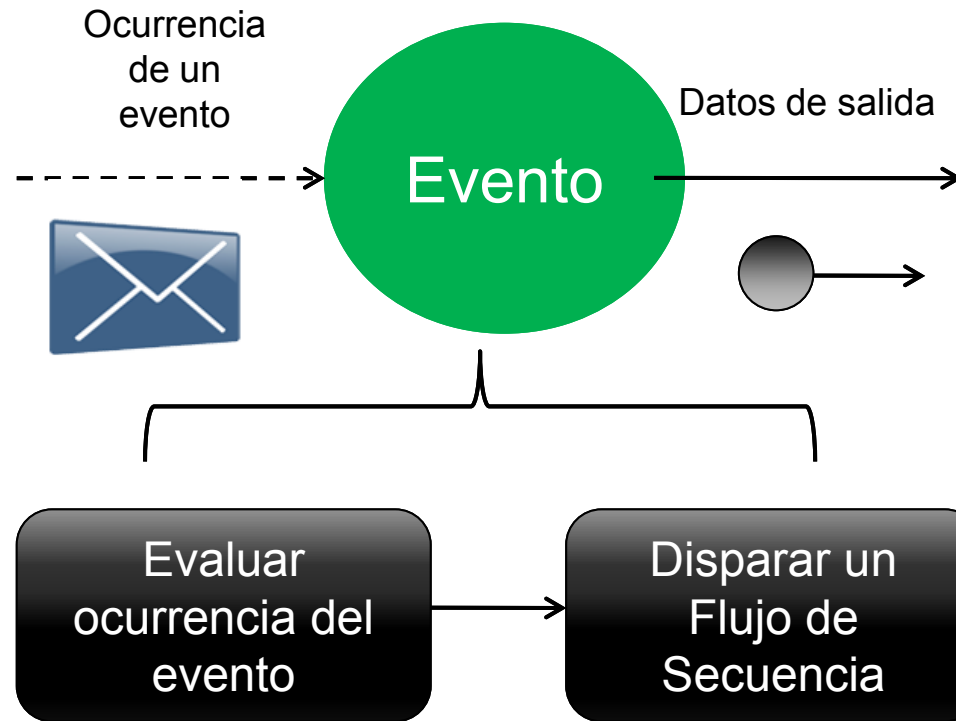 Ocurrencia
de un
evento
Evento
Datos de salida
Evaluar
ocurrencia del
evento
Disparar un
Flujo de
Secuencia